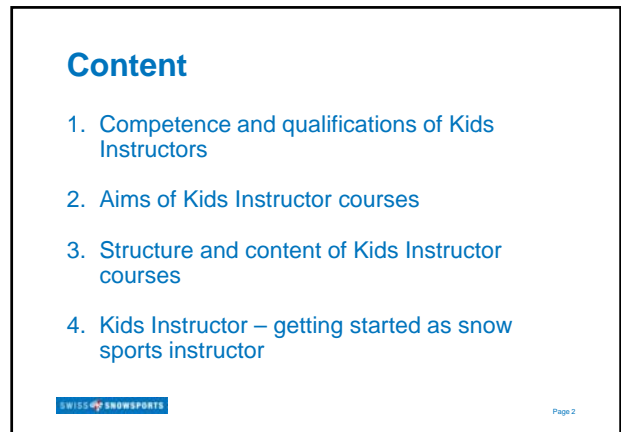 Content
1. Competence and qualifications of Kids
Instructors
2. Aims of Kids Instructor courses
3. Structure and content of Kids Instructor
courses
4. Kids Instructor – getting started as snow
sports instructor
SWISS SNOWSPORTS
Page 2